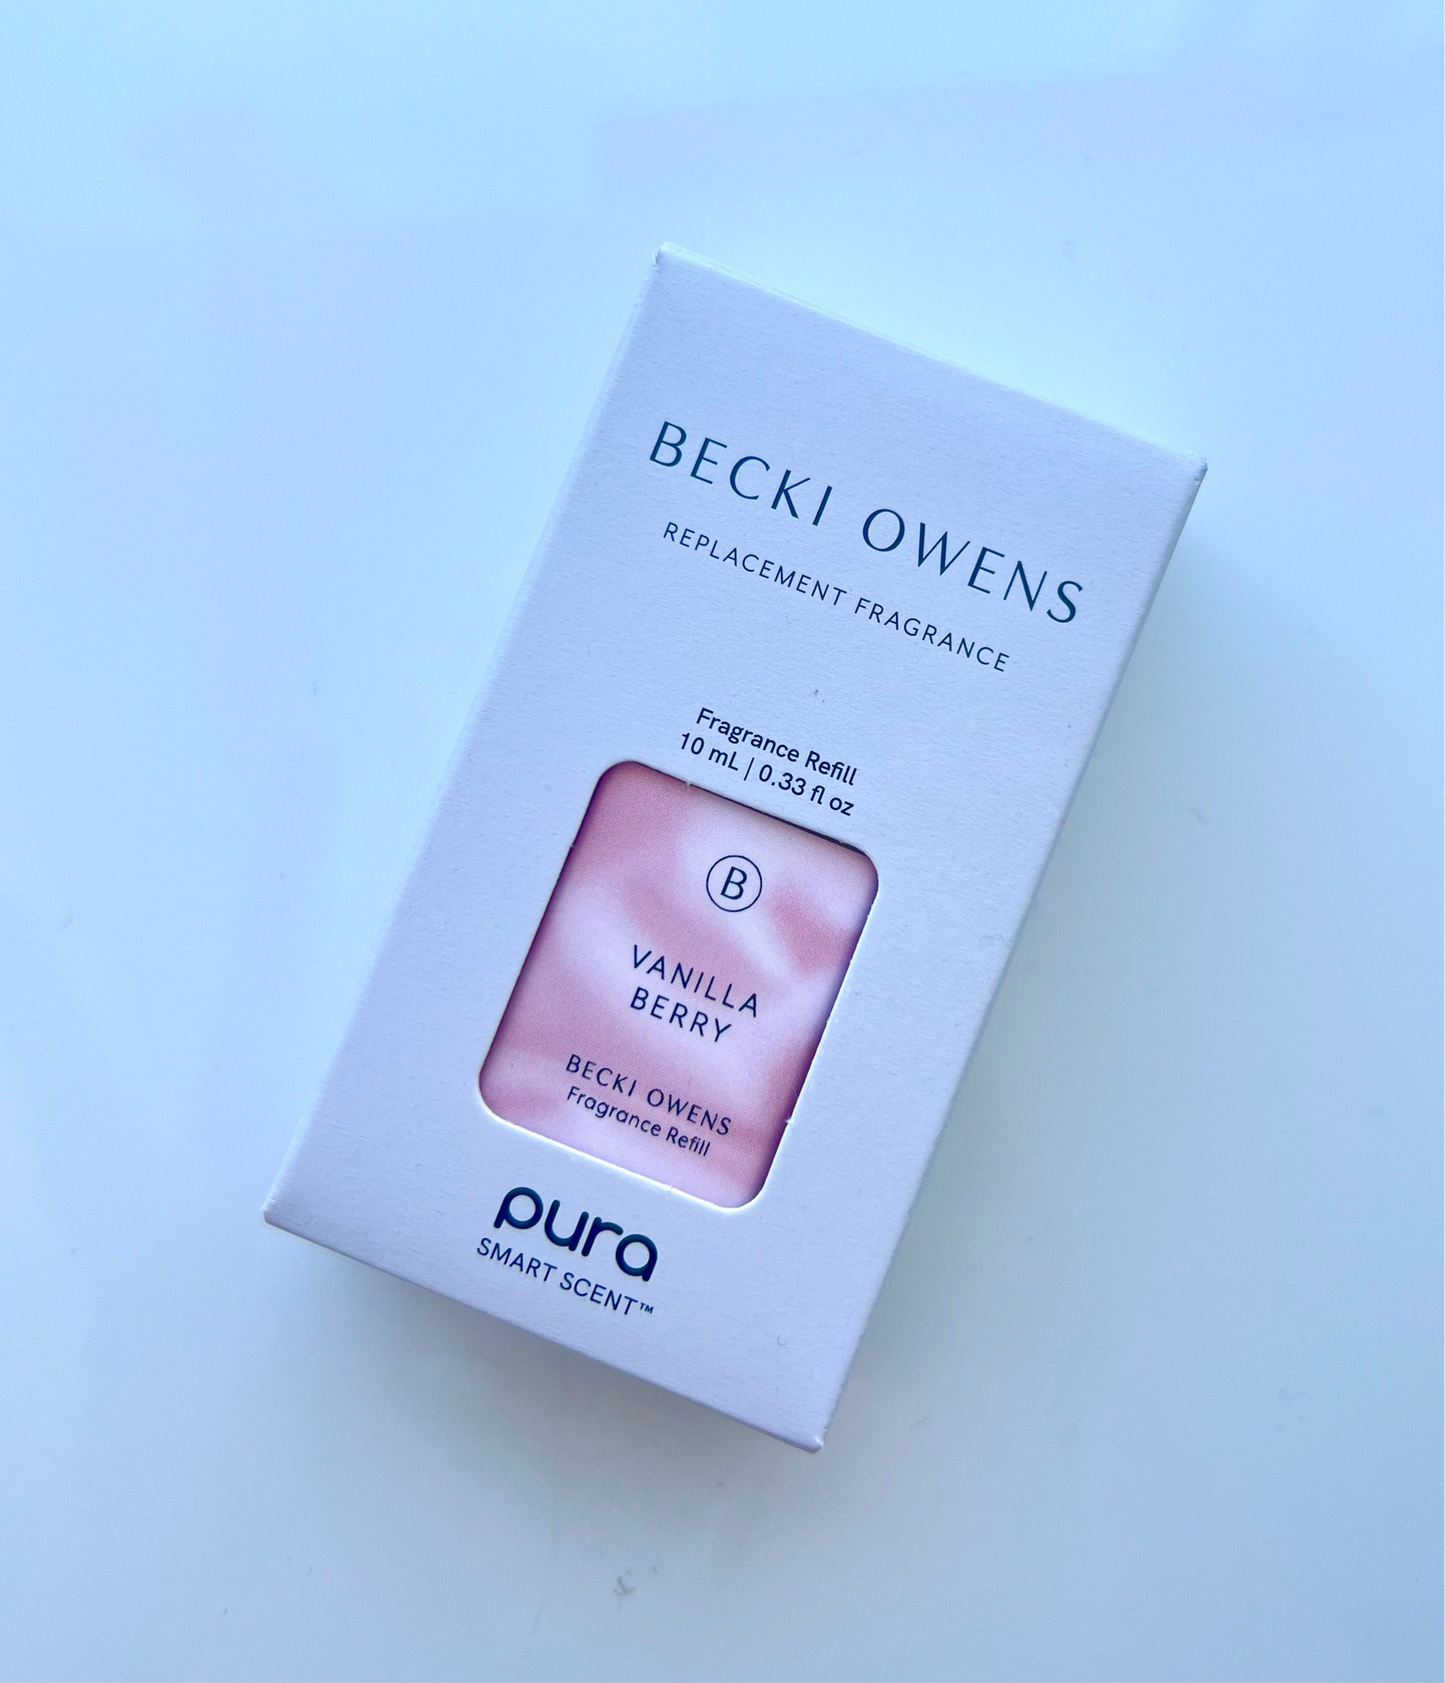 BECKI OWENS
REPLACEMENT FRAGRANCE
Fragrance Refill
10 mL | 0.33 fl oz
B
VANILLA
BERRY
BECKI OWENS
Fragrance Refill
pura
SMART SCENT™